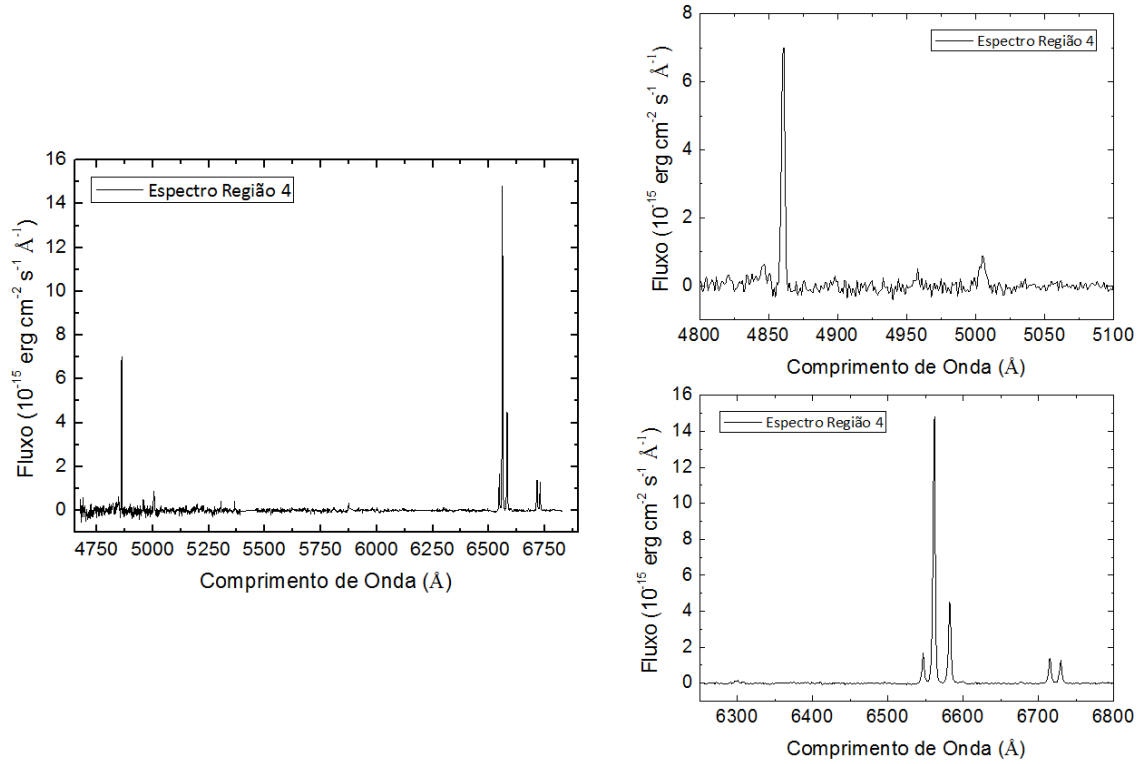 16
14
12
10
8
6
4
2
0
Fluxo (10⁻¹⁵ erg cm⁻² s⁻¹ Å⁻¹)
Espectro Região 4
4750 5000 5250 5500 5750 6000 6250 6500 6750
Comprimento de Onda (Å)
8
6
4
2
0
Fluxo (10⁻¹⁵ erg cm⁻² s⁻¹ Å⁻¹)
Espectro Região 4
4800 4850 4900 4950 5000 5050 5100
Comprimento de Onda (Å)
16
14
12
10
8
6
4
2
0
Fluxo (10⁻¹⁵ erg cm⁻² s⁻¹ Å⁻¹)
Espectro Região 4
6300 6400 6500 6600 6700 6800
Comprimento de Onda (Å)